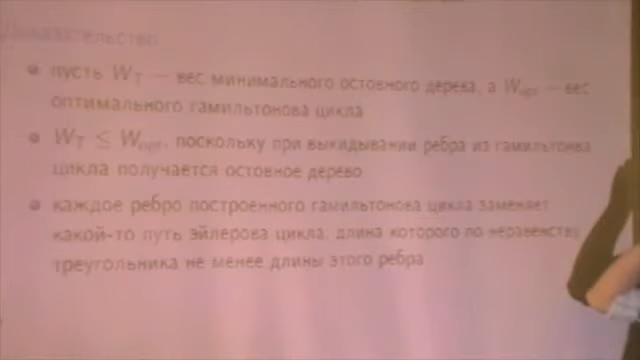 Доказательство
пусть W_T — вес минимального остовного дерева, а W_opt — вес
оптимального гамильтонова цикла
W_T ≤ W_opt, поскольку при выкидывании ребра из гамильтонва
цикла получается остовное дерево
каждое ребро построенного гамильтонова цикла заменяет
какой-то путь эйлерова цикла, длина которого по неравенству
треугольника не менее длины этого ребра